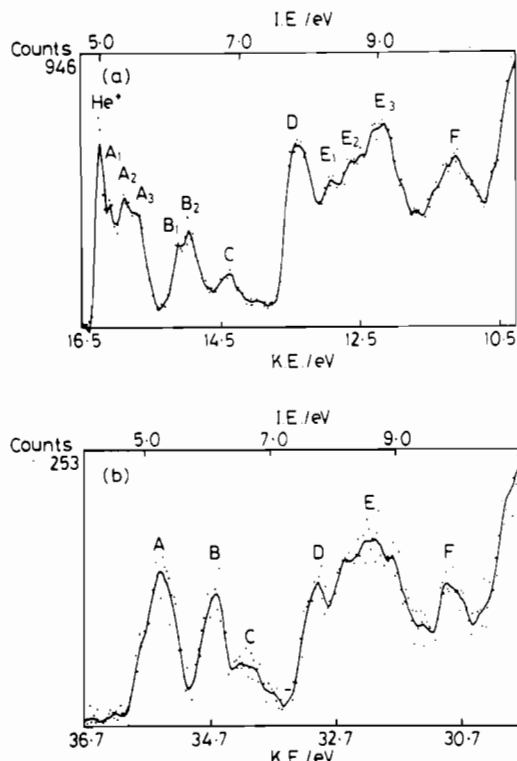 I.E./eV
5·0 7·0 9·0
Counts
946
(a)
He⁺
A₁
A₂
A₃
B₁
B₂
C
D
E₁
E₂
E₃
F
16·5 14·5 12·5 10·5
K.E./eV
I.E./eV
5·0 7·0 9·0
Counts
253
(b)
A
B
C
D
E
F
36·7 34·7 32·7 30·7
K.E./eV